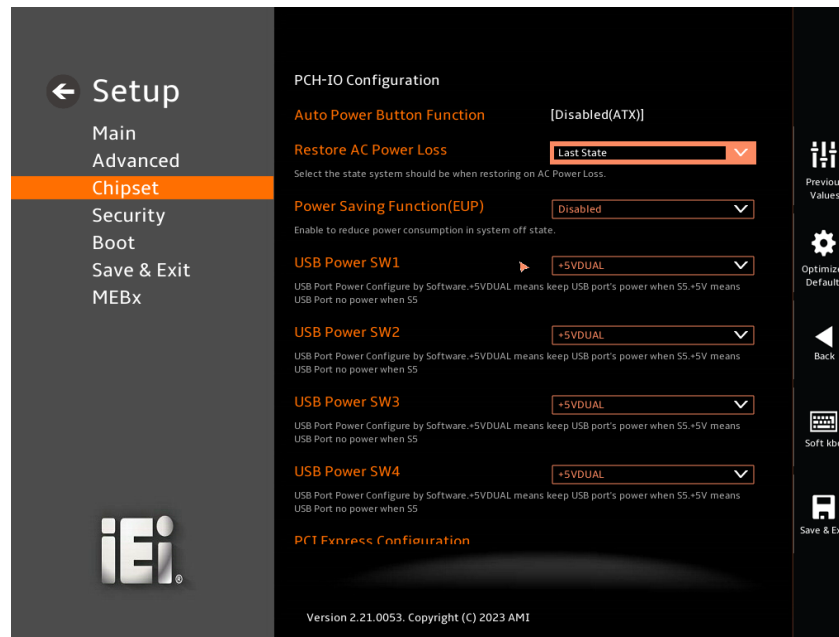 Setup
Main
Advanced
Chipset
Security
Boot
Save & Exit
MEBx
iEi®
PCH-IO Configuration
Auto Power Button Function [Disabled(ATX)]
Restore AC Power Loss Last State
Select the state system should be when restoring on AC Power Loss.
Power Saving Function(EUP) Disabled
Enable to reduce power consumption in system off state.
USB Power SW1 +5VDUAL
USB Port Power Configure by Software.+5VDUAL means keep USB port's power when S5.+5V means
USB Port no power when S5
USB Power SW2 +5VDUAL
USB Port Power Configure by Software.+5VDUAL means keep USB port's power when S5.+5V means
USB Port no power when S5
USB Power SW3 +5VDUAL
USB Port Power Configure by Software.+5VDUAL means keep USB port's power when S5.+5V means
USB Port no power when S5
USB Power SW4 +5VDUAL
USB Port Power Configure by Software.+5VDUAL means keep USB port's power when S5.+5V means
USB Port no power when S5
PCI Express Configuration
Version 2.21.0053. Copyright (C) 2023 AMI
Previou
Values
Optimize
Default
Back
Soft kb
Save & E